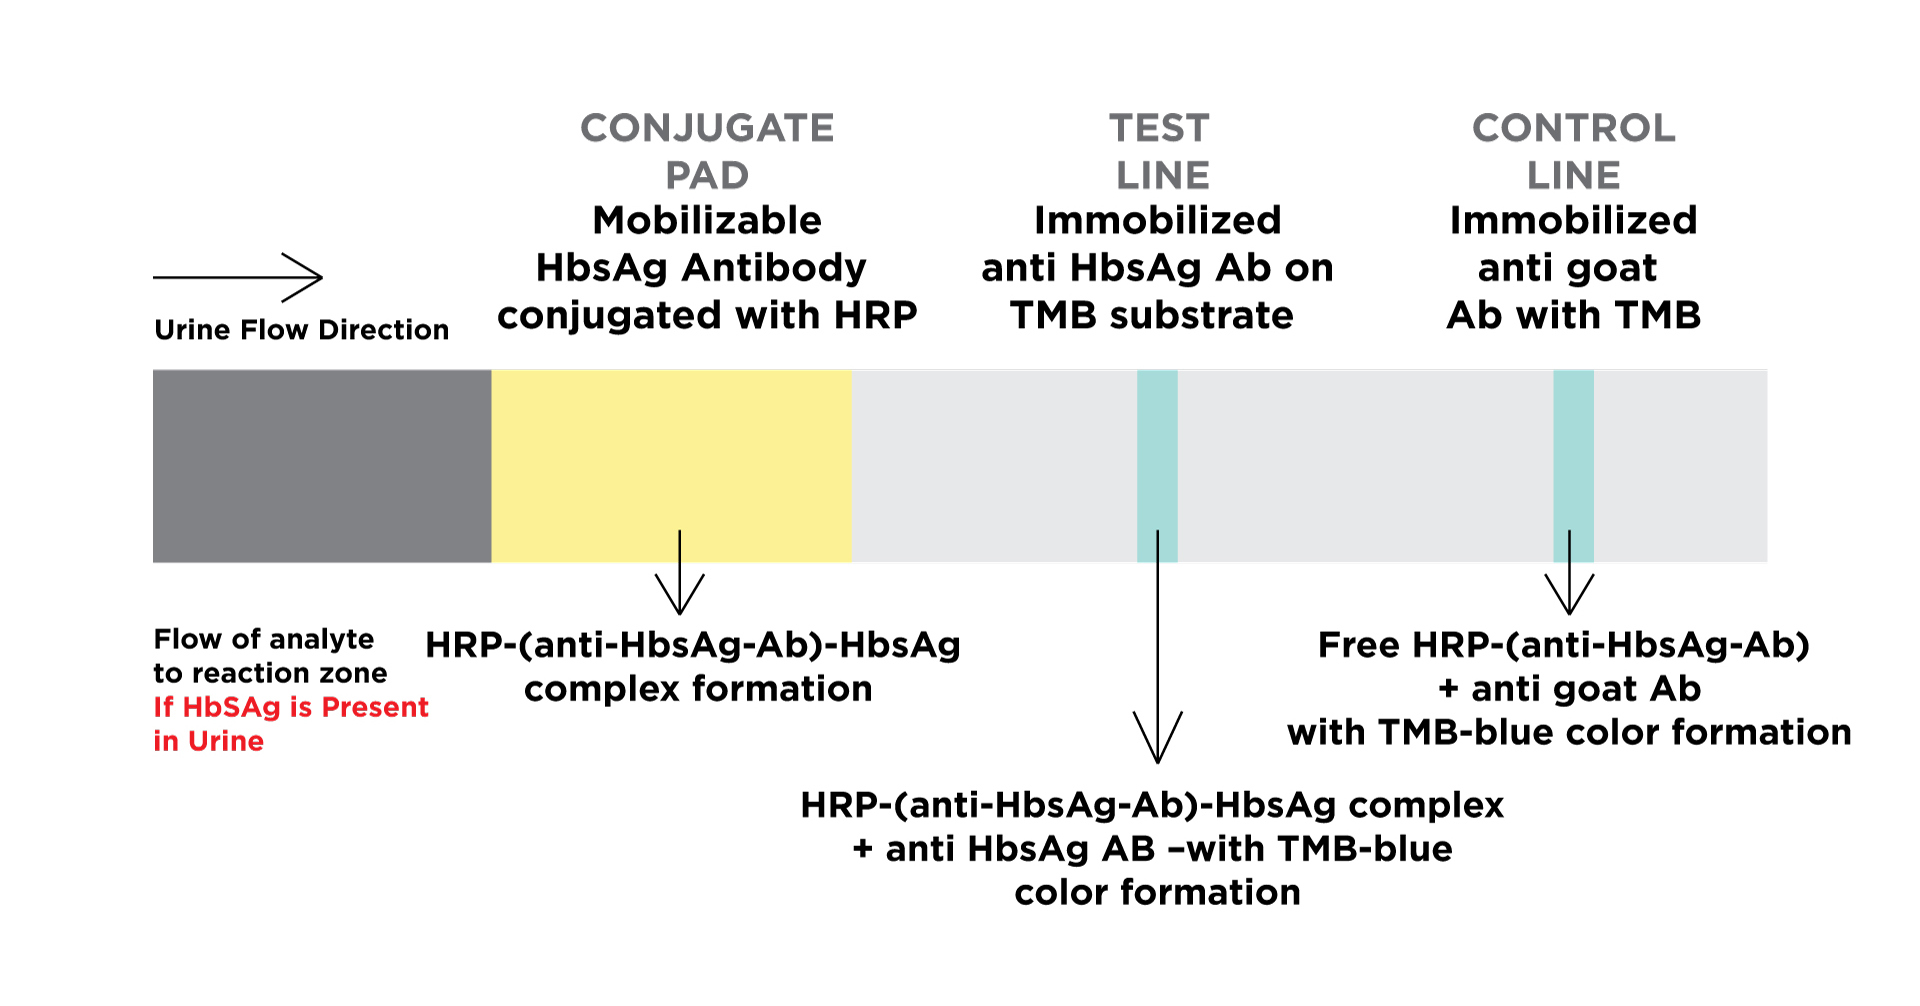 CONJUGATE
PAD
Mobilizable
HbsAg Antibody
conjugated with HRP
TEST
LINE
Immobilized
anti HbsAg Ab on
TMB substrate
CONTROL
LINE
Immobilized
anti goat
Ab with TMB
Urine Flow Direction
Flow of analyte
to reaction zone
If HbSAg is Present
in Urine
HRP-(anti-HbsAg-Ab)-HbsAg
complex formation
HRP-(anti-HbsAg-Ab)-HbsAg complex
+ anti HbsAg AB –with TMB-blue
color formation
Free HRP-(anti-HbsAg-Ab)
+ anti goat Ab
with TMB-blue color formation